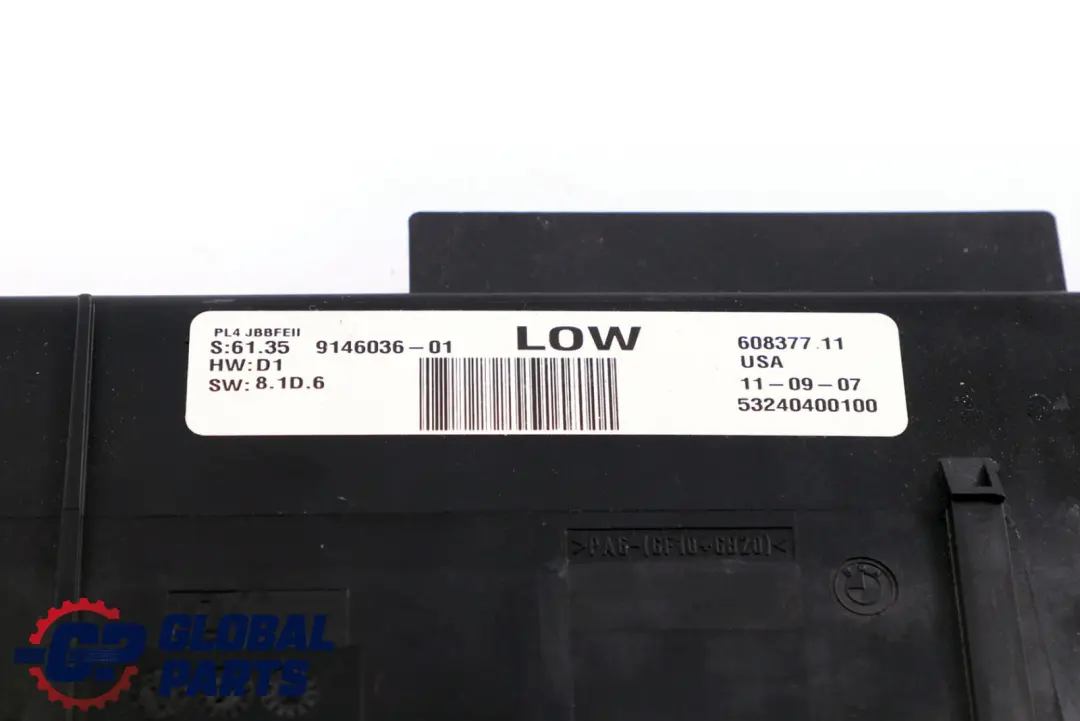 PL4 JBBFEII
S:61.35 9146036-01
HW:D1
SW: 8.1D.6
LOW
608377.11
USA
11-09-07
53240400100
>PA6-(GF10+GB20)<
GP GLOBAL
PARTS